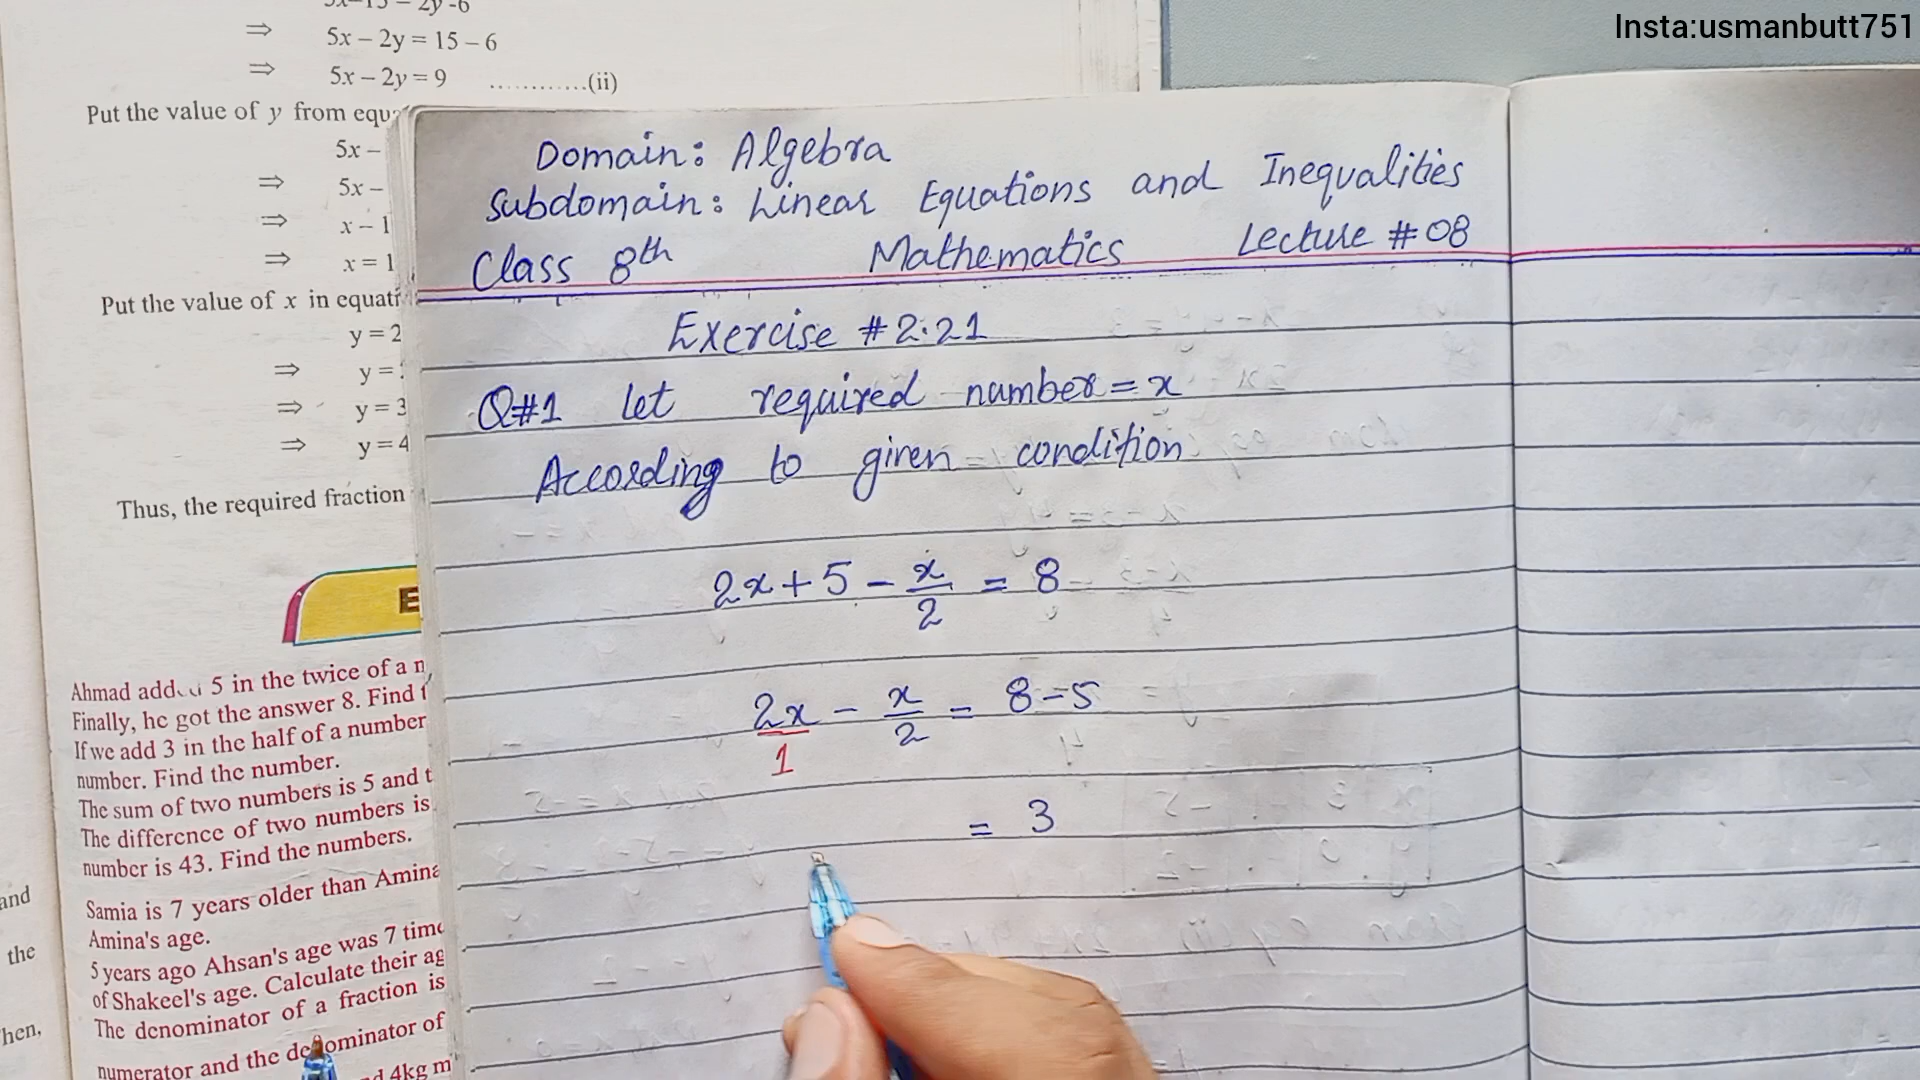 Insta:usmanbutt751
⇒ 5x – 2y = 15 – 6
⇒ 5x – 2y = 9 ............(ii)
Put the value of y from
5x –
⇒ 5x –
⇒ x – 1
⇒ x = 1
Put the value of x in
y = 2
⇒ y =
⇒ y = 3
⇒ y = 4
Thus, the required fraction
E
Ahmad added 5 in the twice of a
Finally, he got the answer 8. Find
If we add 3 in the half of a number
number. Find the number.
The sum of two numbers is 5 and
The difference of two numbers is
number is 43. Find the numbers.
Samia is 7 years older than
Amina's age.
5 years ago Ahsan's age was 7
of Shakeel's age. Calculate their
The denominator of a fraction is
numerator and the denominator of
4kg
and
the
hen,
Domain: Algebra
Subdomain: Linear Equations and Inequalities
Class 8th Mathematics Lecture #08
Exercise #2.21
Q#1 let required number = x
According to given condition
2x + 5 - x/2 = 8
2x/1 - x/2 = 8-5
= 3